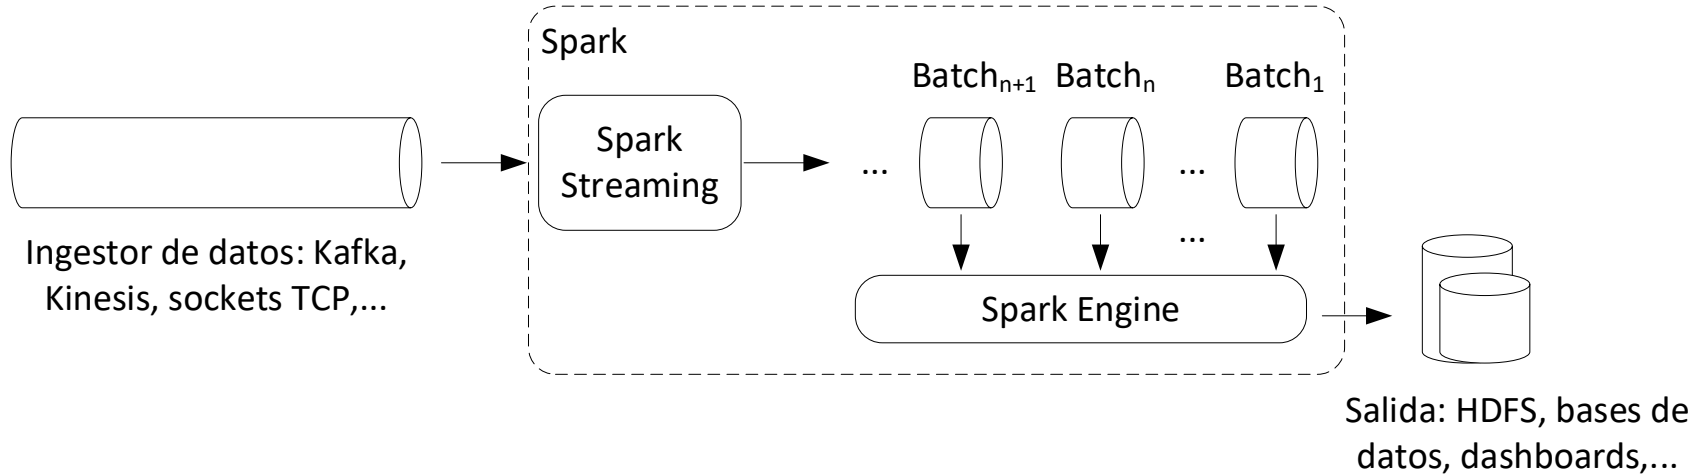 Spark
Batchn+1 Batchn Batch1
Spark
Streaming
... ...
...
Ingestor de datos: Kafka,
Kinesis, sockets TCP,...
Spark Engine
Salida: HDFS, bases de
datos, dashboards,...